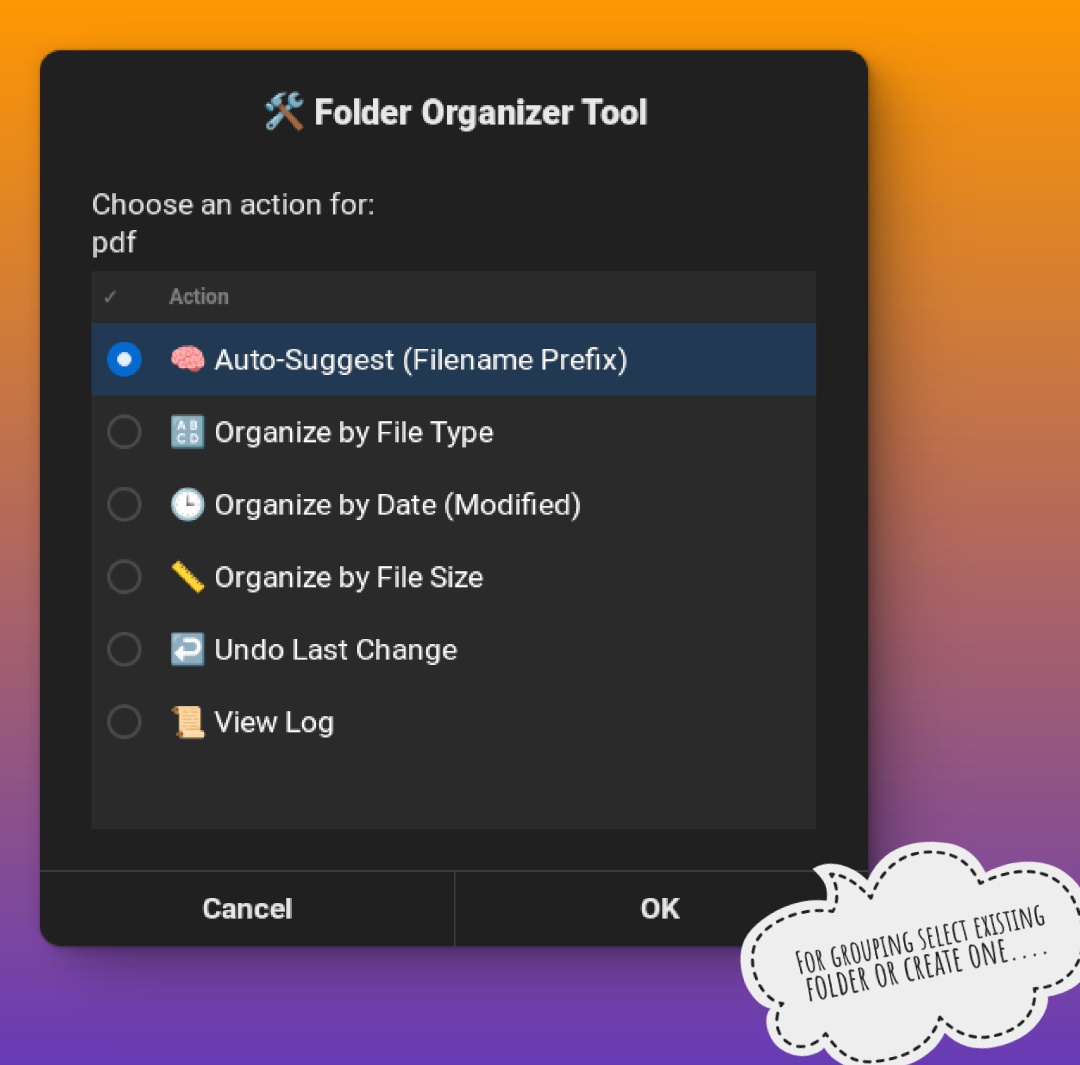 🛠️ Folder Organizer Tool
Choose an action for:
pdf
✓ Action
🧠 Auto-Suggest (Filename Prefix)
🔠 Organize by File Type
🕒 Organize by Date (Modified)
📏 Organize by File Size
↩️ Undo Last Change
📜 View Log
Cancel OK
FOR GROUPING SELECT EXISTING
FOLDER OR CREATE ONE....